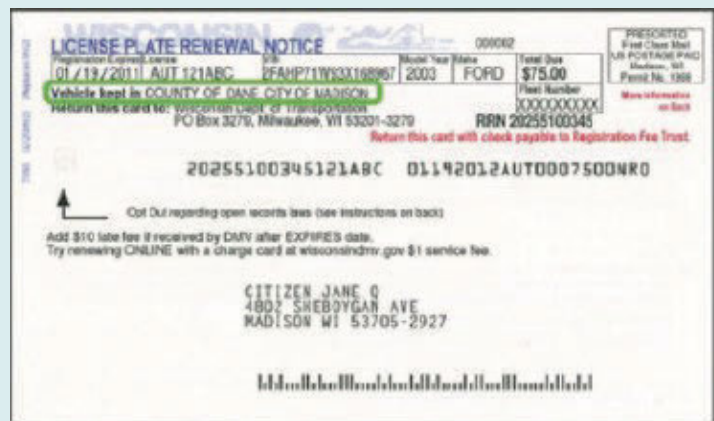 WISCONSIN
LICENSE PLATE RENEWAL NOTICE
PRESORTED
First Class Mail
US POSTAGE PAID
Madison, WI
Permit No. 1369
Registration Expires License VIN Model Year Make Total Due
01/19/2011 AUT 121ABC 2003 FORD $75.00
Vehicle kept in COUNTY OF DANE, CITY OF MADISON
Fleet Number
XXXXXXXXXX
More Information
on Back
Return this card to: Wisconsin Dept. of Transportation
PO Box 3279, Milwaukee, WI 53201-3279
RRN 20255100345
Return this card with check payable to Registration Fee Trust.
20255100345121ABC 01192012AUT0007500NR0
Opt Out regarding open records laws (see instructions on back)
Add $10 late fee if received by DMV after EXPIRES date.
Try renewing ONLINE with a charge card at wisconsindmv.gov $1 service fee.
CITIZEN JANE Q
4802 SHEBOYGAN AVE
MADISON WI 53705-2927